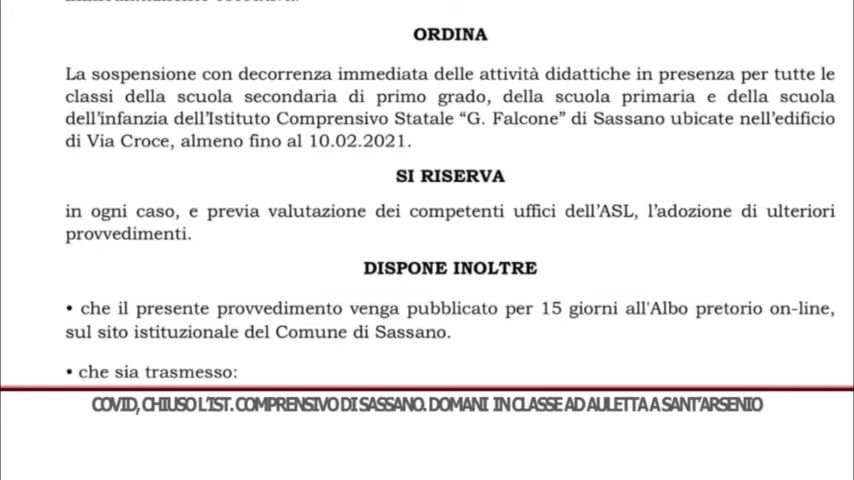 ORDINA
La sospensione con decorrenza immediata delle attività didattiche in presenza per tutte le
classi della scuola secondaria di primo grado, della scuola primaria e della scuola
dell'infanzia dell'Istituto Comprensivo Statale “G. Falcone” di Sassano ubicate nell'edificio
di Via Croce, almeno fino al 10.02.2021.
SI RISERVA
in ogni caso, e previa valutazione dei competenti uffici dell'ASL, l'adozione di ulteriori
provvedimenti.
DISPONE INOLTRE
• che il presente provvedimento venga pubblicato per 15 giorni all'Albo pretorio on-line,
sul sito istituzionale del Comune di Sassano.
• che sia trasmesso:
COVID, CHIUSO L'IST. COMPRENSIVO DI SASSANO. DOMANI IN CLASSE AD AULETTA A SANT'ARSENIO